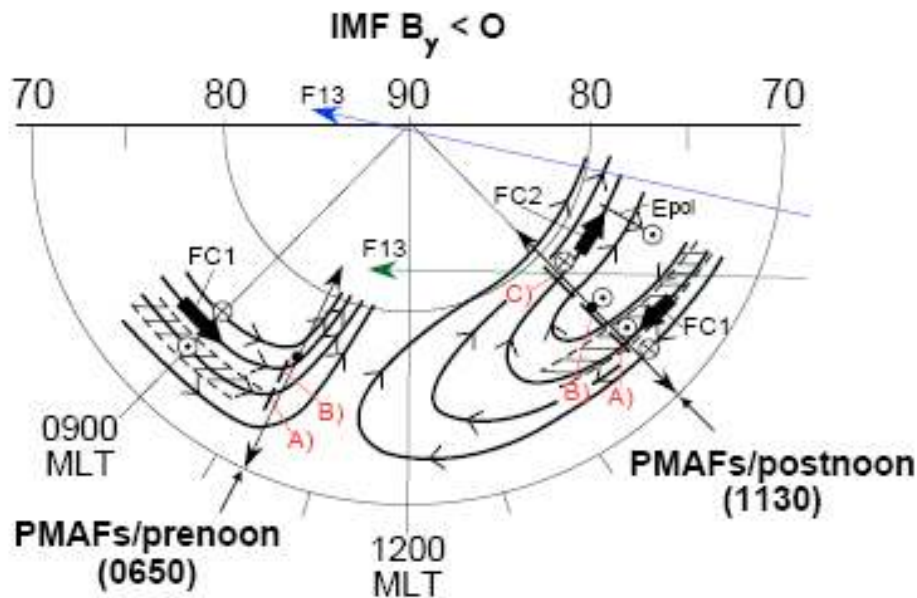 IMF By < O
70 80 90 80 70
F13
FC2
Epol
F13
FC1
C)
FC1
B)
A)
B)
A)
0900
MLT
PMAFs/postnoon
(1130)
PMAFs/prenoon
(0650)
1200
MLT